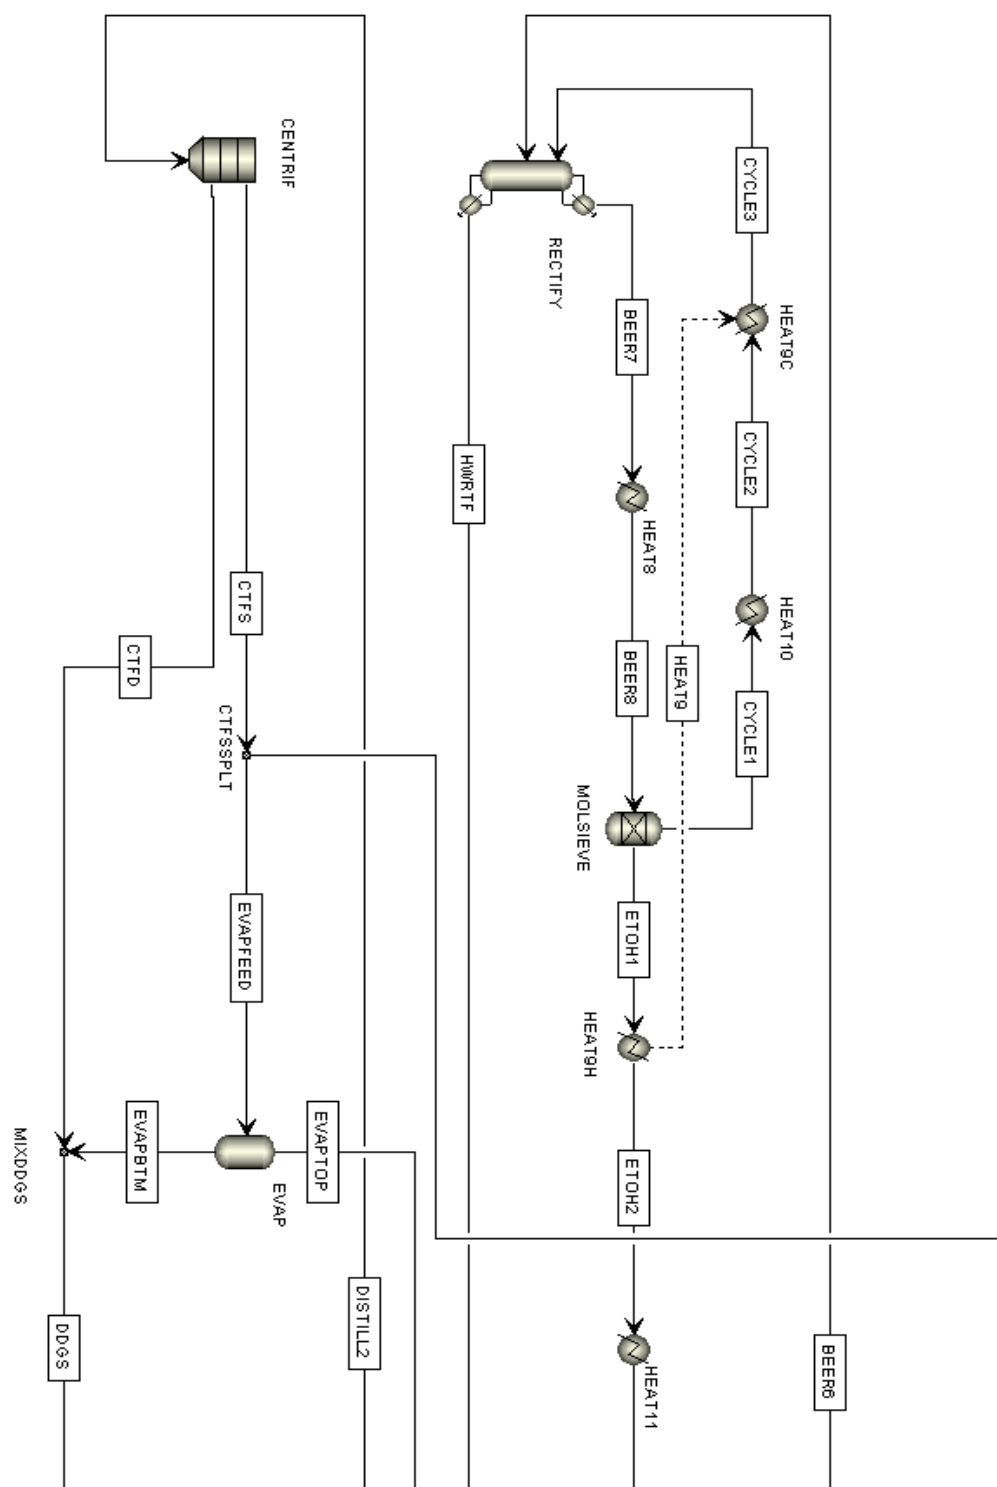 BEER6
CYCLE3
HEAT9C
CYCLE2
HEAT10
CYCLE1
HEAT9
RECTIFY
BEER7
HEAT8
BEER8
MOLSIEVE
ETOH1
HEAT9H
ETOH2
HEAT11
HWRTF
CENTRIF
CTFS
CTFD
CTFSSPLT
EVAPFEED
EVAPTOP
EVAP
EVAPBTM
MIXDDGS
DISTILL2
DDGS